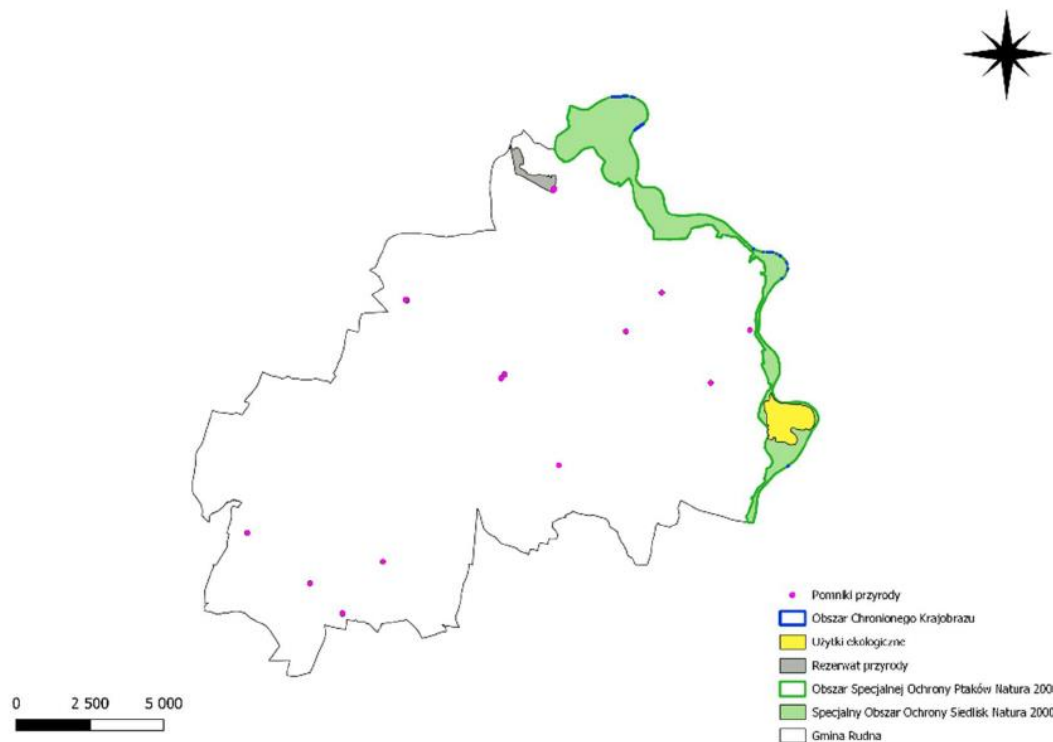 Pomniki przyrody
Obszar Chronionego Krajobrazu
Użytki ekologiczne
Rezerwat przyrody
Obszar Specjalnej Ochrony Ptaków Natura 200
Specjalny Obszar Ochrony Siedlisk Natura 2000
Gmina Rudna
0 2 500 5 000